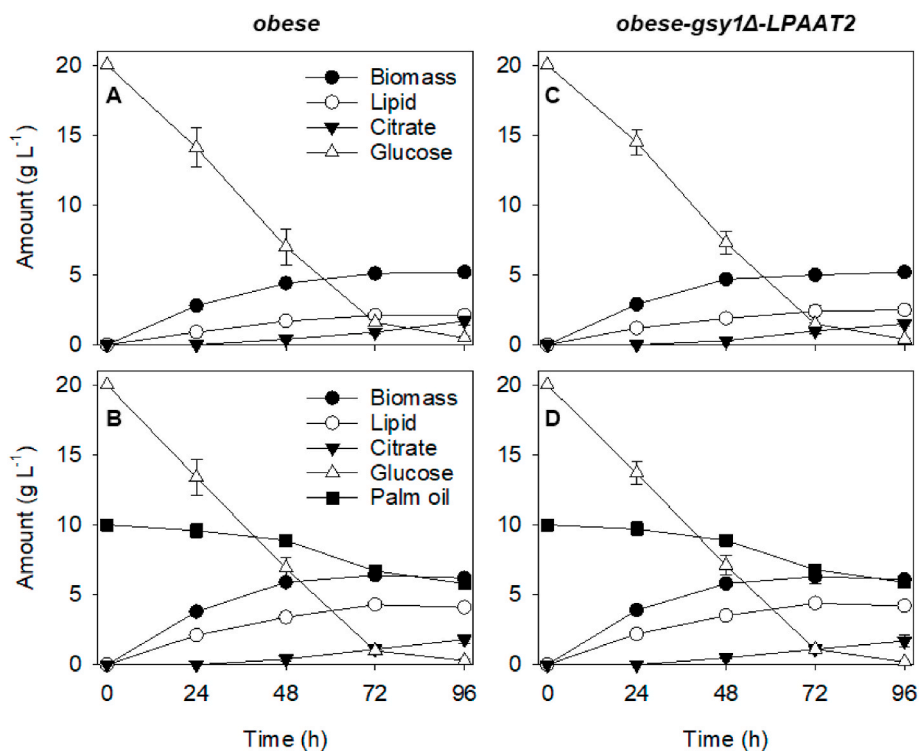 obese
obese-gsy1Δ-LPAAT2
Amount (g L⁻¹)
20
15
10
5
0
A
Biomass
Lipid
Citrate
Glucose
C
Amount (g L⁻¹)
20
15
10
5
0
B
Biomass
Lipid
Citrate
Glucose
Palm oil
D
0 24 48 72 96
0 24 48 72 96
Time (h)
Time (h)